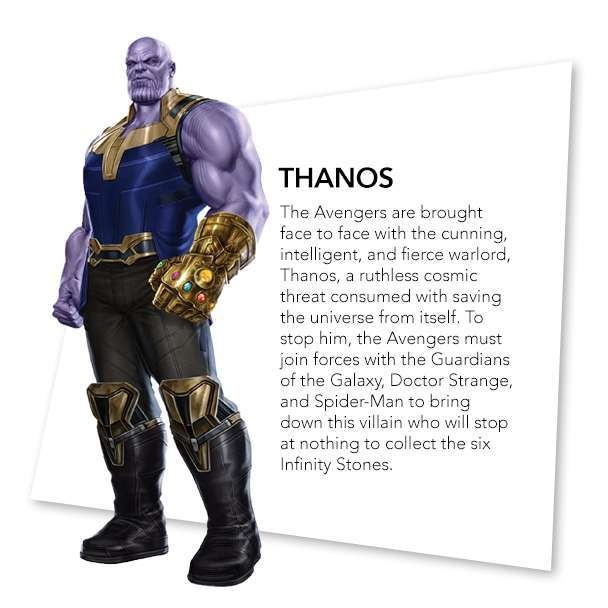 THANOS
The Avengers are brought
face to face with the cunning,
intelligent, and fierce warlord,
Thanos, a ruthless cosmic
threat consumed with saving
the universe from itself. To
stop him, the Avengers must
join forces with the Guardians
of the Galaxy, Doctor Strange,
and Spider-Man to bring
down this villain who will stop
at nothing to collect the six
Infinity Stones.